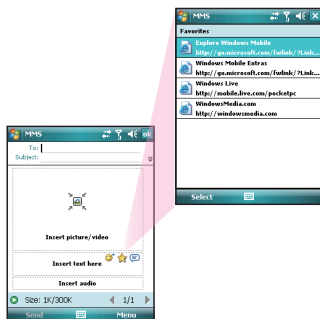 MMS
Favorites
Explore Windows Mobile
http://go.microsoft.com/fwlink/?Link...
Windows Mobile Extras
http://go.microsoft.com/fwlink/?Link...
Windows Live
http://mobile.live.com/pocketpc
WindowsMedia.com
http://windowsmedia.com
Select
MMS ok
To:
Subject:
Insert picture/video
Insert text here
Insert audio
Size: 1K/300K 1/1
Send Menu